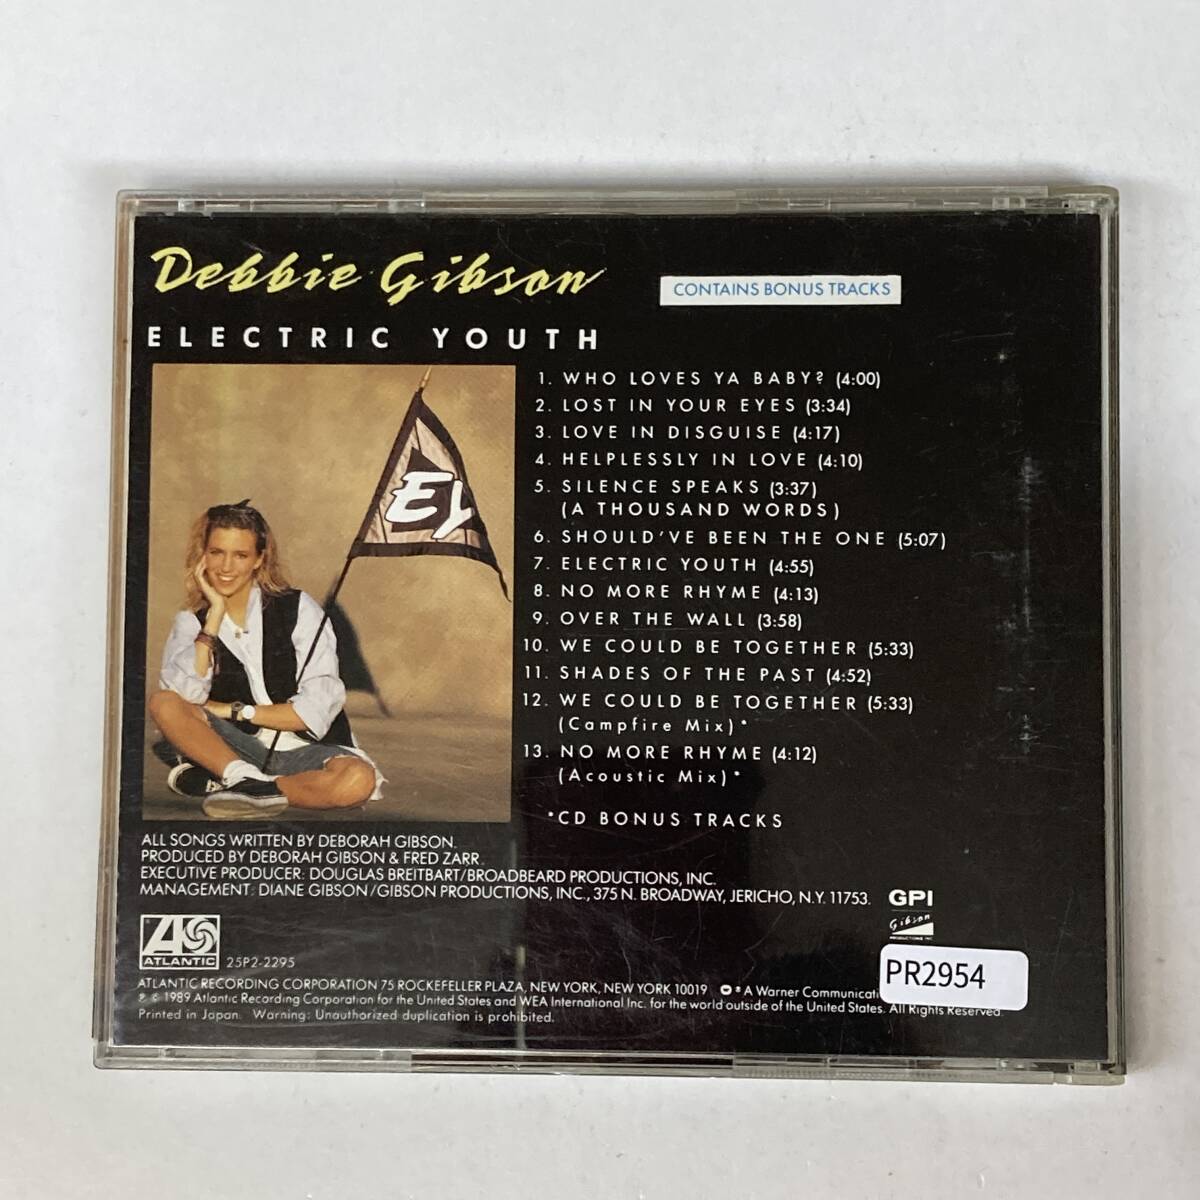 Debbie Gibson
CONTAINS BONUS TRACKS
ELECTRIC YOUTH
EY
1. WHO LOVES YA BABY? (4:00)
2. LOST IN YOUR EYES (3:34)
3. LOVE IN DISGUISE (4:17)
4. HELPLESSLY IN LOVE (4:10)
5. SILENCE SPEAKS (3:37)
(A THOUSAND WORDS)
6. SHOULD'VE BEEN THE ONE (5:07)
7. ELECTRIC YOUTH (4:55)
8. NO MORE RHYME (4:13)
9. OVER THE WALL (3:58)
10. WE COULD BE TOGETHER (5:33)
11. SHADES OF THE PAST (4:52)
12. WE COULD BE TOGETHER (5:33)
(Campfire Mix)*
13. NO MORE RHYME (4:12)
(Acoustic Mix)*
*CD BONUS TRACKS
ALL SONGS WRITTEN BY DEBORAH GIBSON.
PRODUCED BY DEBORAH GIBSON & FRED ZARR.
EXECUTIVE PRODUCER: DOUGLAS BREITBART/BROADBEARD PRODUCTIONS, INC.
MANAGEMENT: DIANE GIBSON/GIBSON PRODUCTIONS, INC., 375 N. BROADWAY, JERICHO, N.Y. 11753.
GPI
Gibson
PRODUCTIONS INC
ATLANTIC
25P2-2295
PR2954
ATLANTIC RECORDING CORPORATION 75 ROCKEFELLER PLAZA, NEW YORK, NEW YORK 10019 A Warner Communicati
℗ © 1989 Atlantic Recording Corporation for the United States and WEA International Inc. for the world outside of the United States. All Rights Reserved.
Printed in Japan. Warning: Unauthorized duplication is prohibited.